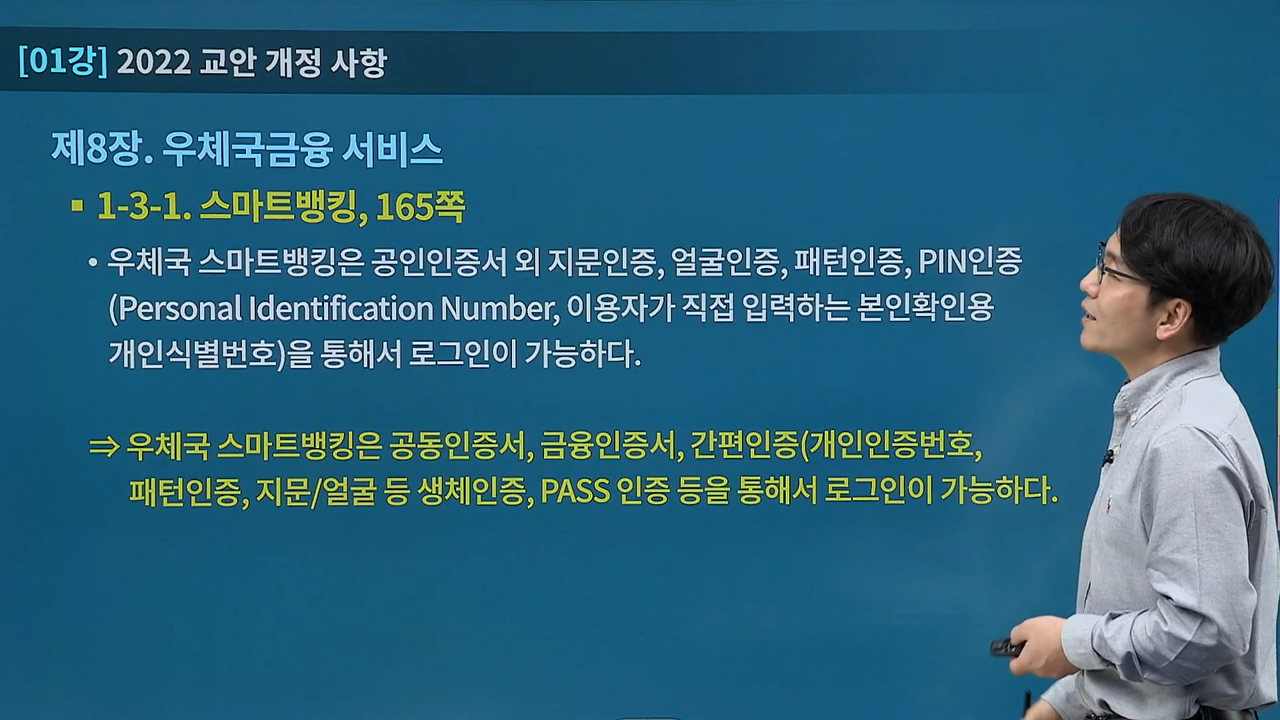 [01강] 2022 교안 개정 사항
제8장. 우체국금융 서비스
▪ 1-3-1. 스마트뱅킹, 165쪽
• 우체국 스마트뱅킹은 공인인증서 외 지문인증, 얼굴인증, 패턴인증, PIN인증
(Personal Identification Number, 이용자가 직접 입력하는 본인확인용
개인식별번호)을 통해서 로그인이 가능하다.
⇒ 우체국 스마트뱅킹은 공동인증서, 금융인증서, 간편인증(개인인증번호,
패턴인증, 지문/얼굴 등 생체인증, PASS 인증 등을 통해서 로그인이 가능하다.